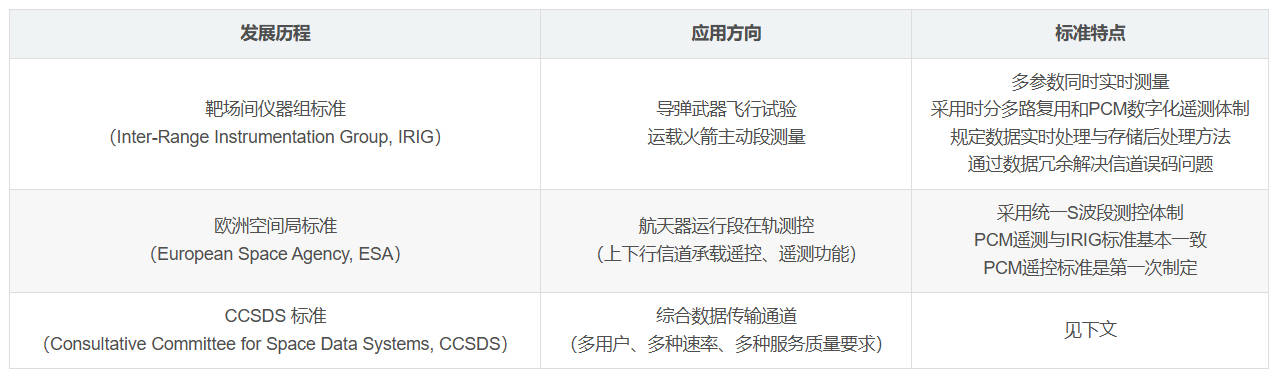 发展历程
应用方向
标准特点
靶场间仪器组标准
（Inter-Range Instrumentation Group, IRIG）
导弹武器飞行试验
运载火箭主动段测量
多参数同时实时测量
采用时分多路复用和PCM数字化遥测体制
规定数据实时处理与存储后处理方法
通过数据冗余解决信道误码问题
欧洲空间局标准
（European Space Agency, ESA）
航天器运行段在轨测控
（上下行信道承载遥控、遥测功能）
采用统一S波段测控体制
PCM遥测与IRIG标准基本一致
PCM遥控标准是第一次制定
CCSDS 标准
（Consultative Committee for Space Data Systems, CCSDS）
综合数据传输通道
（多用户、多种速率、多种服务质量要求）
见下文